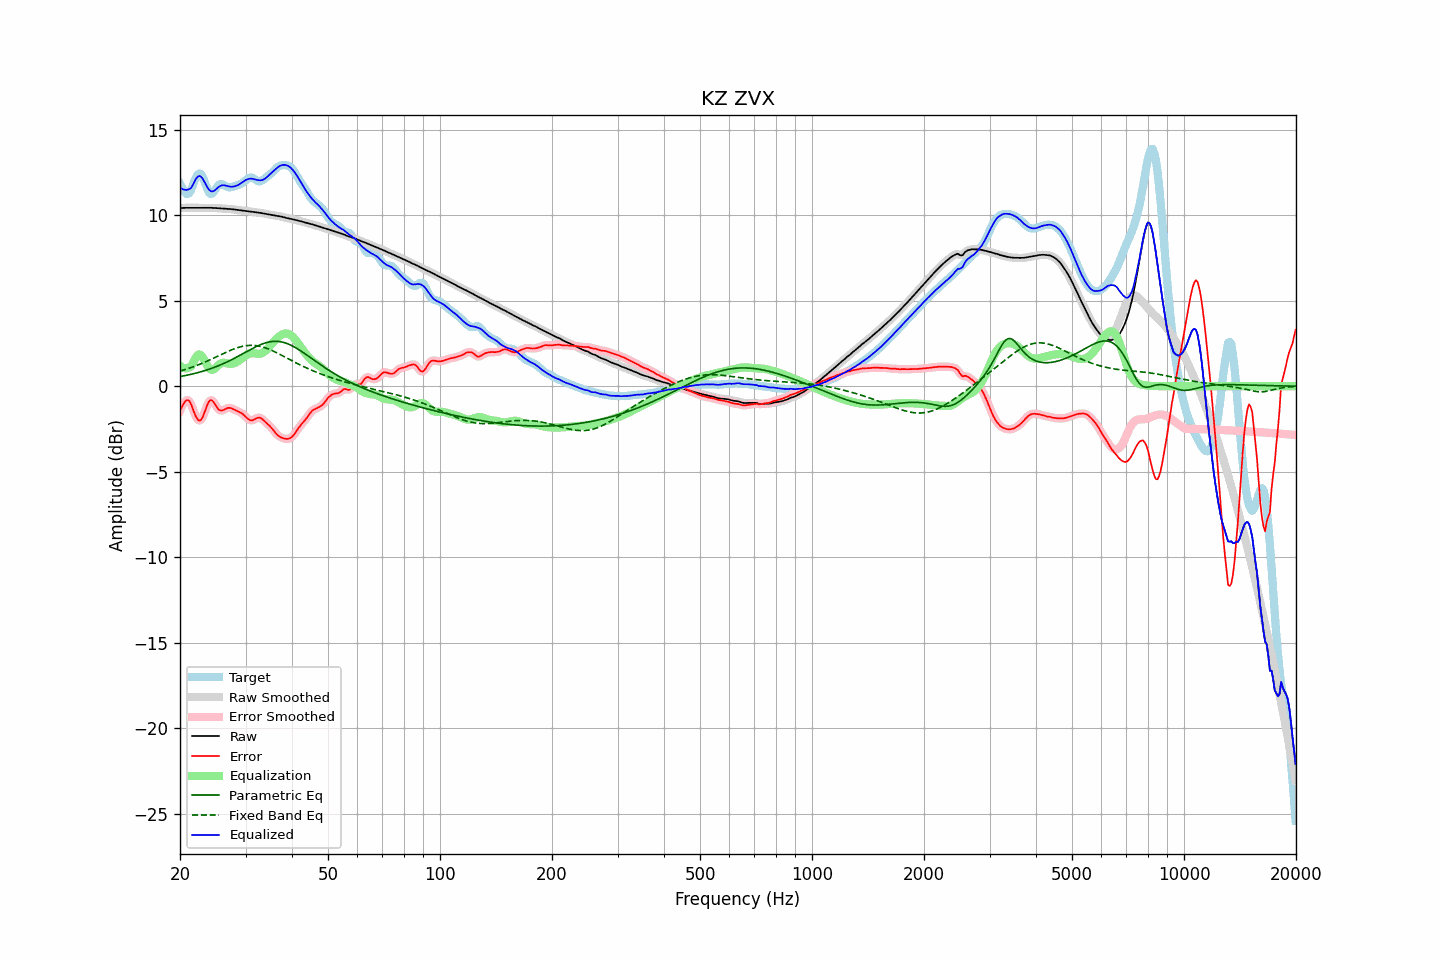 KZ ZVX
15
10
5
0
−5
−10
−15
−20
−25
Amplitude (dBr)
Target
Raw Smoothed
Error Smoothed
Raw
Error
Equalization
Parametric Eq
Fixed Band Eq
Equalized
20 50 100 200 500 1000 2000 5000 10000 20000
Frequency (Hz)